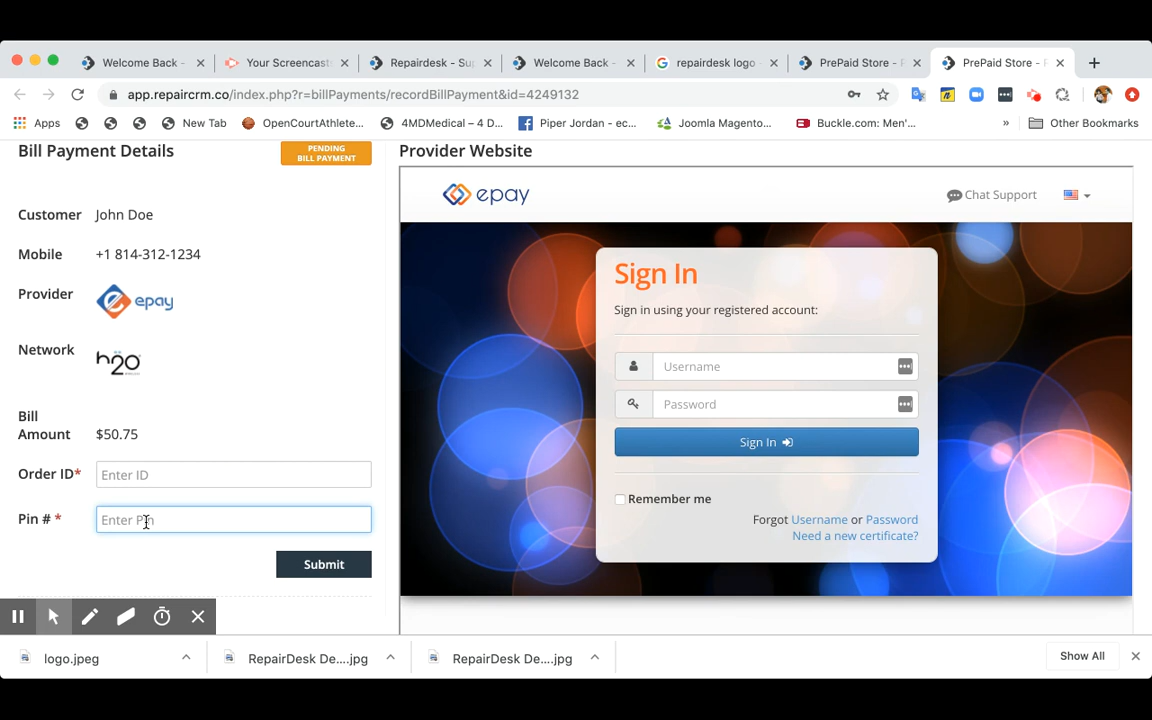 Welcome Back -
Your Screencast
Repairdesk - Su
Welcome Back -
repairdesk logo
PrePaid Store - F
PrePaid Store - F
app.repaircrm.co/index.php?r=billPayments/recordBillPayment&id=4249132
Apps
New Tab
OpenCourtAthlete...
4MDMedical – 4 D...
Piper Jordan - ec...
Joomla Magento...
Buckle.com: Men'...
»
Other Bookmarks
Bill Payment Details
PENDING
BILL PAYMENT
Customer John Doe
Mobile +1 814-312-1234
Provider epay
Network h2o
Bill
Amount $50.75
Order ID* Enter ID
Pin # * Enter Pin
Submit
Provider Website
epay
Chat Support
Sign In
Sign in using your registered account:
Username
Password
Sign In
Remember me
Forgot Username or Password
Need a new certificate?
logo.jpeg
RepairDesk De....jpg
RepairDesk De....jpg
Show All